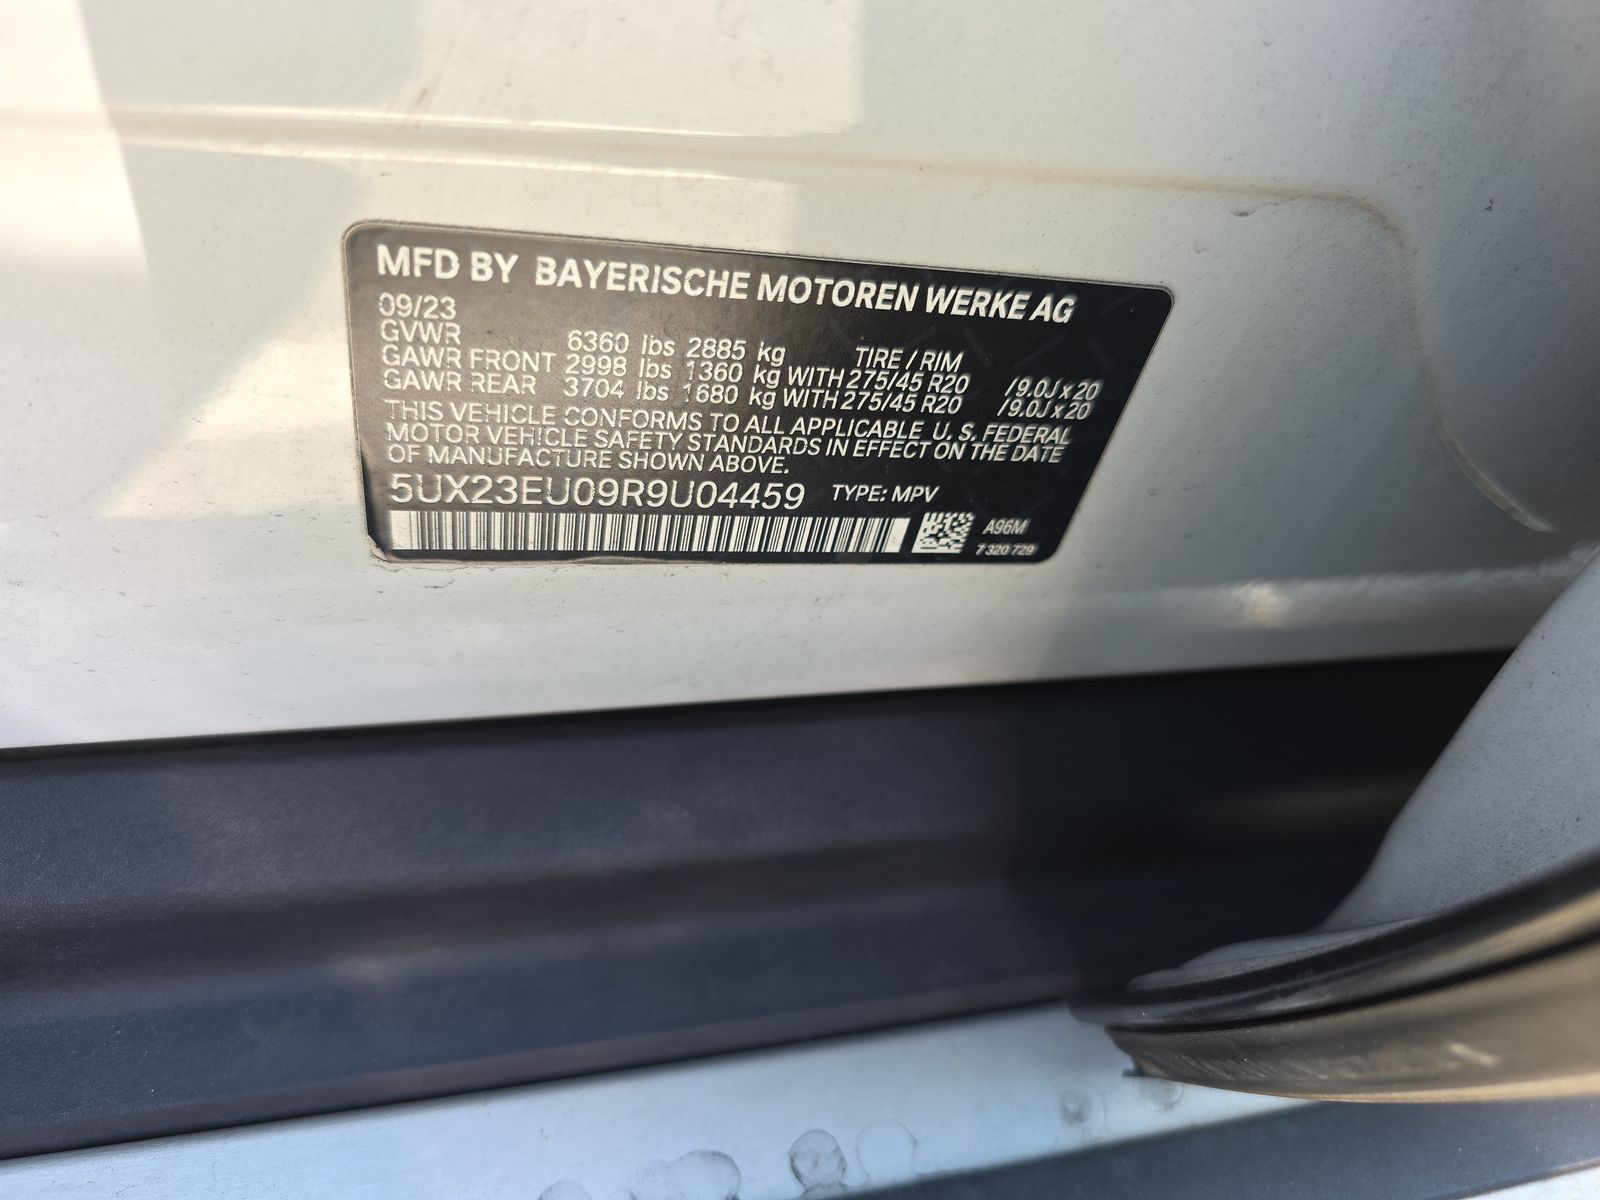 MFD BY BAYERISCHE MOTOREN WERKE AG
09/23
GVWR 6360 lbs 2885 kg TIRE / RIM
GAWR FRONT 2998 lbs 1360 kg WITH 275/45 R20 / 9.0J x 20
GAWR REAR 3704 lbs 1680 kg WITH 275/45 R20 / 9.0J x 20
THIS VEHICLE CONFORMS TO ALL APPLICABLE U. S. FEDERAL
MOTOR VEHICLE SAFETY STANDARDS IN EFFECT ON THE DATE
OF MANUFACTURE SHOWN ABOVE.
5UX23EU09R9U04459 TYPE: MPV
A96M
7 320 729